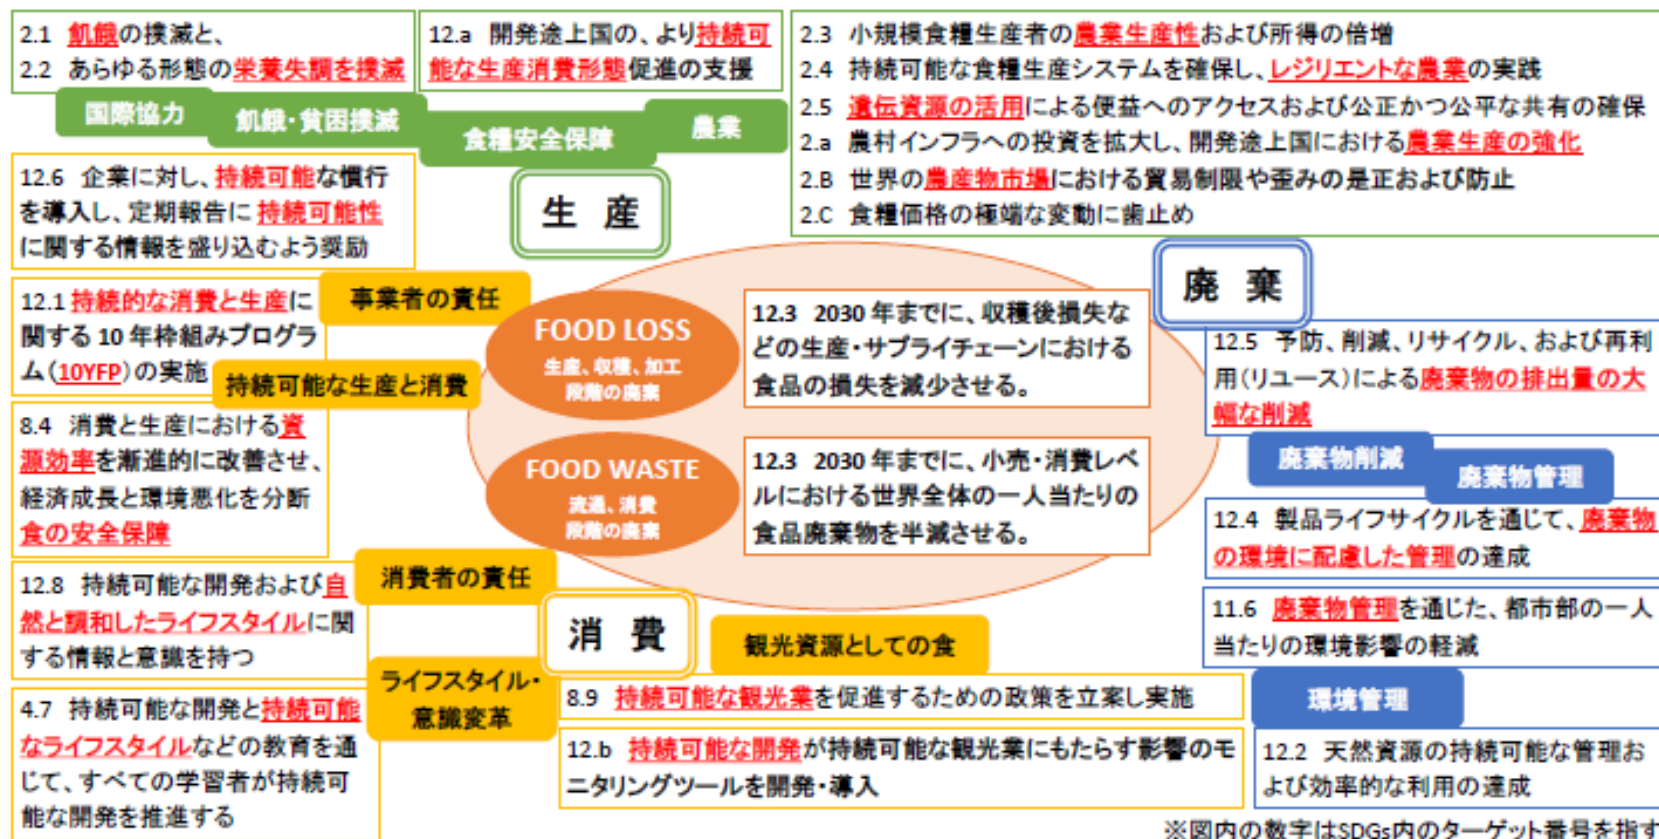 2.1 飢餓の撲滅と、
2.2 あらゆる形態の栄養失調を撲滅
12.a 開発途上国の、より持続可
能な生産消費形態促進の支援
2.3 小規模食糧生産者の農業生産性および所得の倍増
2.4 持続可能な食糧生産システムを確保し、レジリエントな農業の実践
2.5 遺伝資源の活用による便益へのアクセスおよび公正かつ公平な共有の確保
2.a 農村インフラへの投資を拡大し、開発途上国における農業生産の強化
2.B 世界の農産物市場における貿易制限や歪みの是正および防止
2.C 食糧価格の極端な変動に歯止め
国際協力
飢餓・貧困撲滅
食糧安全保障
農業
生 産
12.6 企業に対し、持続可能な慣行
を導入し、定期報告に持続可能性
に関する情報を盛り込むよう奨励
事業者の責任
12.1 持続的な消費と生産に
関する10年枠組みプログラ
ム(10YFP)の実施
持続可能な生産と消費
8.4 消費と生産における資
源効率を漸進的に改善させ、
経済成長と環境悪化を分断
食の安全保障
FOOD LOSS
生産、収穫、加工
段階の廃棄
12.3 2030年までに、収穫後損失な
どの生産・サプライチェーンにおける
食品の損失を減少させる。
FOOD WASTE
流通、消費
段階の廃棄
12.3 2030年までに、小売・消費レベ
ルにおける世界全体の一人当たりの
食品廃棄物を半減させる。
廃 棄
12.5 予防、削減、リサイクル、および再利
用(リユース)による廃棄物の排出量の大
幅な削減
廃棄物削減
廃棄物管理
12.4 製品ライフサイクルを通じて、廃棄物
の環境に配慮した管理の達成
11.6 廃棄物管理を通じた、都市部の一人
当たりの環境影響の軽減
環境管理
12.2 天然資源の持続可能な管理お
よび効率的な利用の達成
消費者の責任
12.8 持続可能な開発および自
然と調和したライフスタイルに関
する情報と意識を持つ
ライフスタイル・
意識変革
4.7 持続可能な開発と持続可能
なライフスタイルなどの教育を通
じて、すべての学習者が持続可
能な開発を推進する
消 費
観光資源としての食
8.9 持続可能な観光業を促進するための政策を立案し実施
12.b 持続可能な開発が持続可能な観光業にもたらす影響のモ
ニタリングツールを開発・導入
※図内の数字はSDGs内のターゲット番号を指す